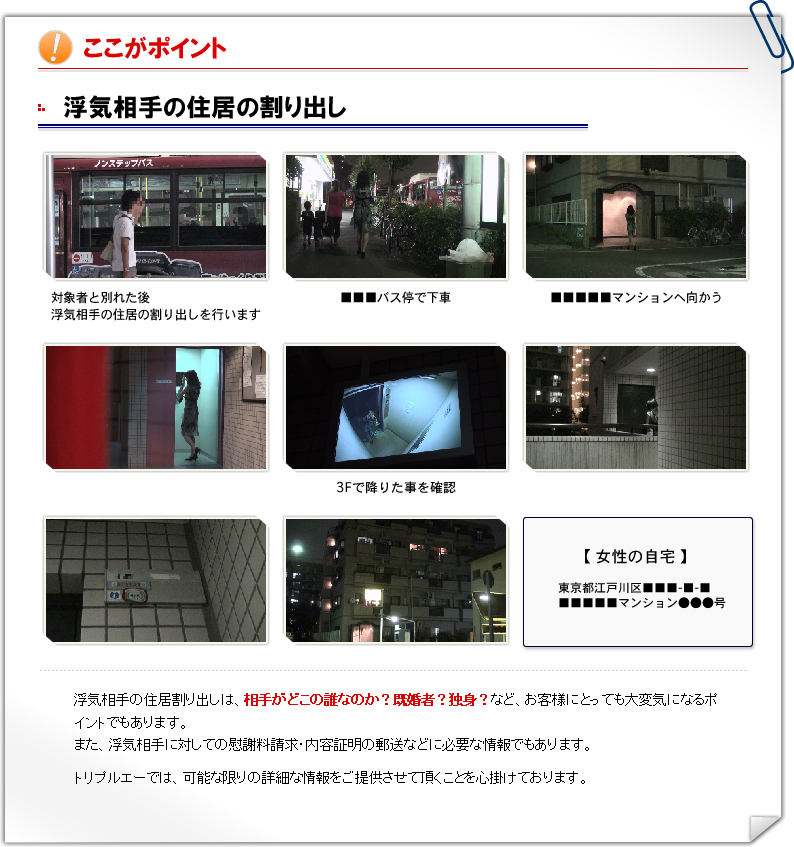 ここがポイント
浮気相手の住居の割り出し
ノンステップバス
対象者と別れた後
浮気相手の住居の割り出しを行います
■■■バス停で下車
■■■■■マンションへ向かう
3Fで降りた事を確認
【 女性の自宅 】
東京都江戸川区■■■-■-■
■■■■■マンション●●●号
浮気相手の住居割り出しは、相手がどこの誰なのか？既婚者？独身？など、お客様にとっても大変気になるポ
イントでもあります。
また、浮気相手に対しての慰謝料請求・内容証明の郵送などに必要な情報でもあります。
トリプルエーでは、可能な限りの詳細な情報をご提供させて頂くことを心掛けております。